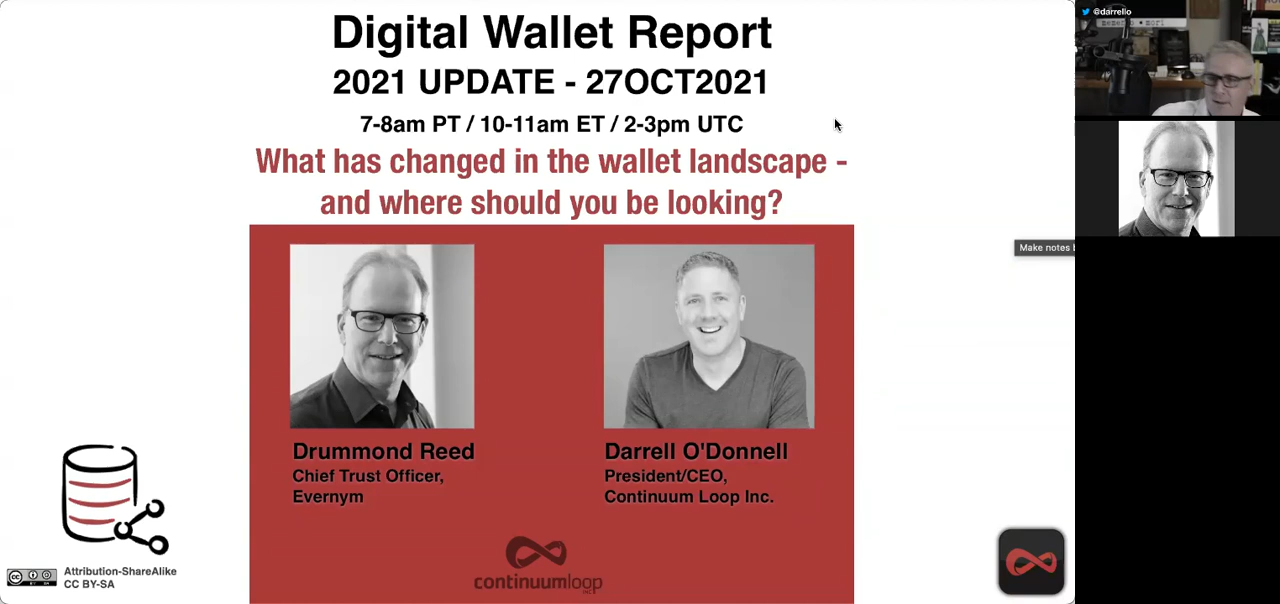 Digital Wallet Report
2021 UPDATE - 27OCT2021
7-8am PT / 10-11am ET / 2-3pm UTC
What has changed in the wallet landscape -
and where should you be looking?
Drummond Reed
Chief Trust Officer,
Evernym
Darrell O'Donnell
President/CEO,
Continuum Loop Inc.
continuumloop
Attribution-ShareAlike
CC BY-SA
@darrello
Make notes